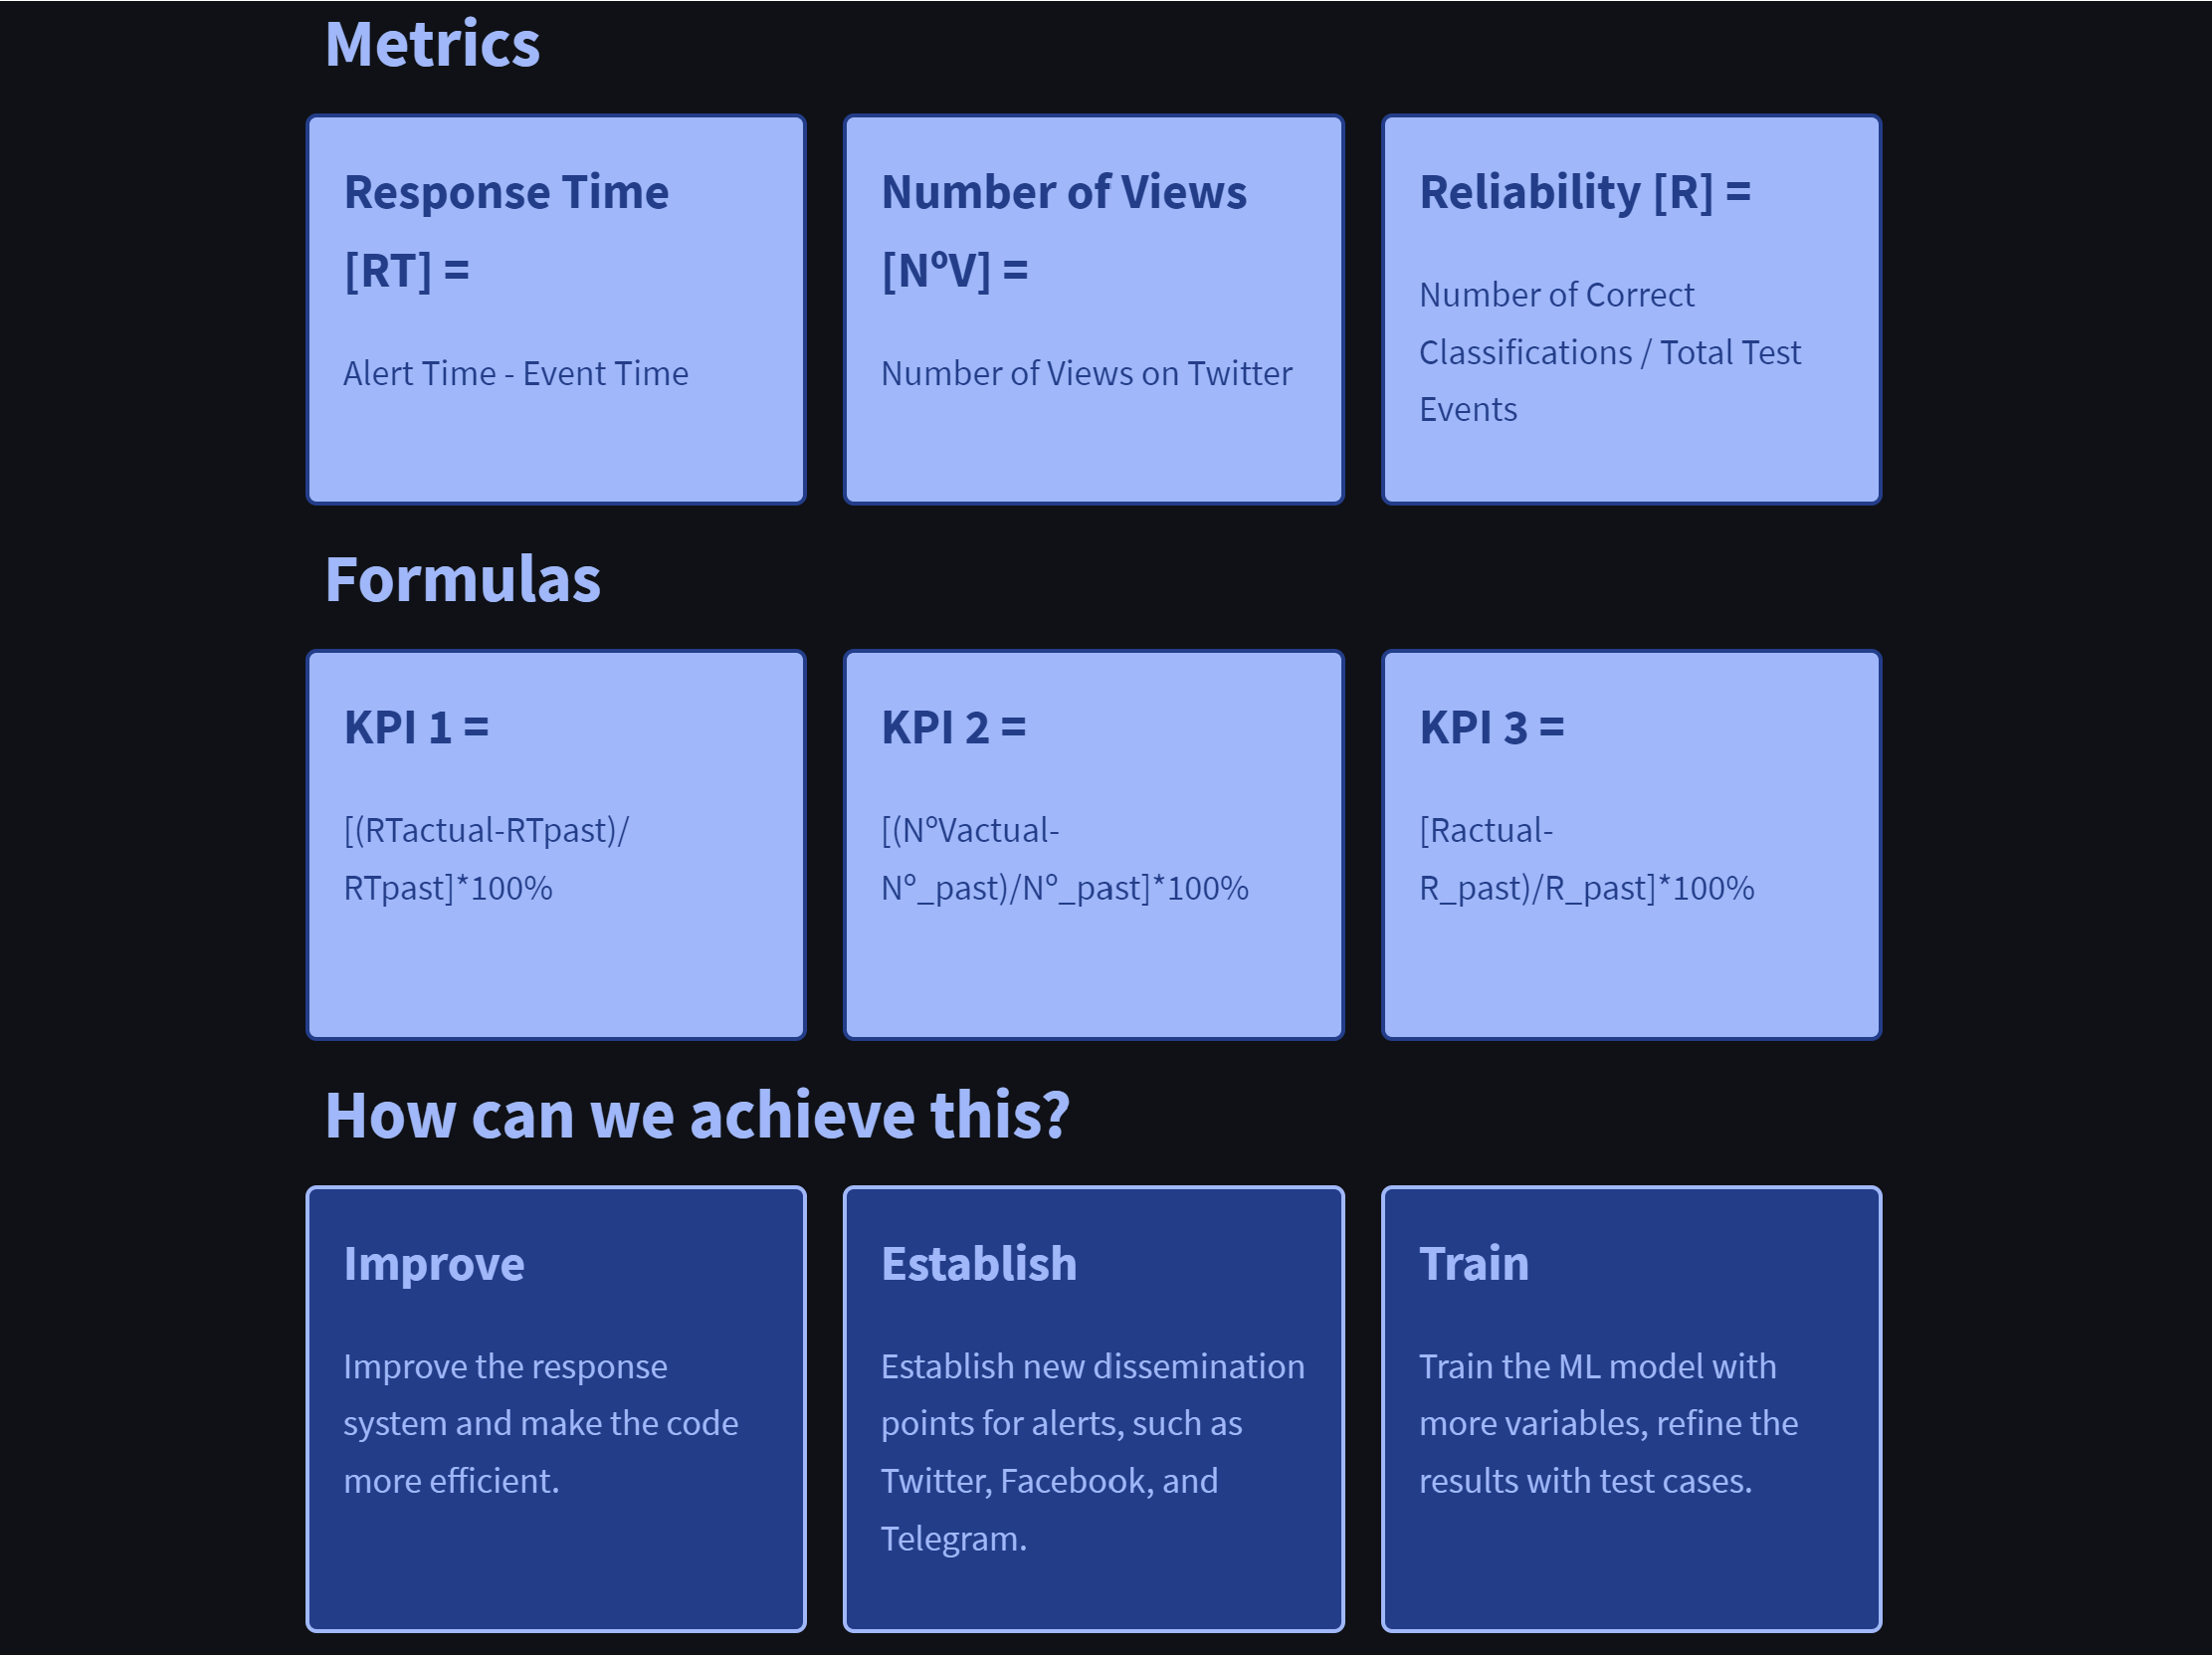 Metrics
Response Time
[RT] =
Alert Time - Event Time
Number of Views
[NºV] =
Number of Views on Twitter
Reliability [R] =
Number of Correct
Classifications / Total Test
Events
Formulas
KPI 1 =
[(RTactual-RTpast)/
RTpast]*100%
KPI 2 =
[(NºVactual-
Nº_past)/Nº_past]*100%
KPI 3 =
[Ractual-
R_past)/R_past]*100%
How can we achieve this?
Improve
Improve the response
system and make the code
more efficient.
Establish
Establish new dissemination
points for alerts, such as
Twitter, Facebook, and
Telegram.
Train
Train the ML model with
more variables, refine the
results with test cases.